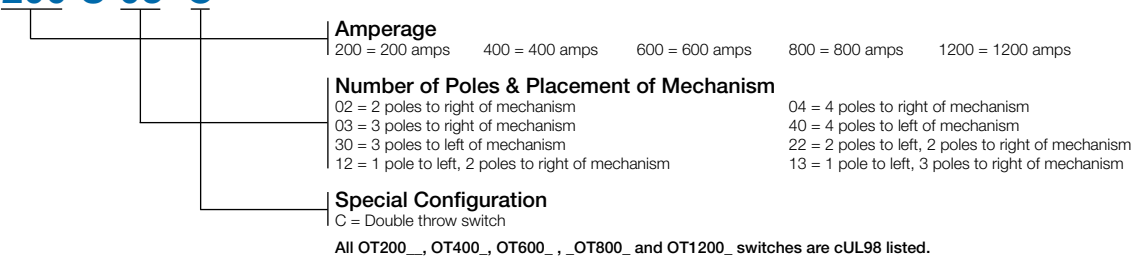 Amperage
200 = 200 amps 400 = 400 amps 600 = 600 amps 800 = 800 amps 1200 = 1200 amps
Number of Poles & Placement of Mechanism
02 = 2 poles to right of mechanism 04 = 4 poles to right of mechanism
03 = 3 poles to right of mechanism 40 = 4 poles to left of mechanism
30 = 3 poles to left of mechanism 22 = 2 poles to left, 2 poles to right of mechanism
12 = 1 pole to left, 2 poles to right of mechanism 13 = 1 pole to left, 3 poles to right of mechanism
Special Configuration
C = Double throw switch
All OT200__, OT400_, OT600_ , _OT800_ and OT1200_ switches are cUL98 listed.